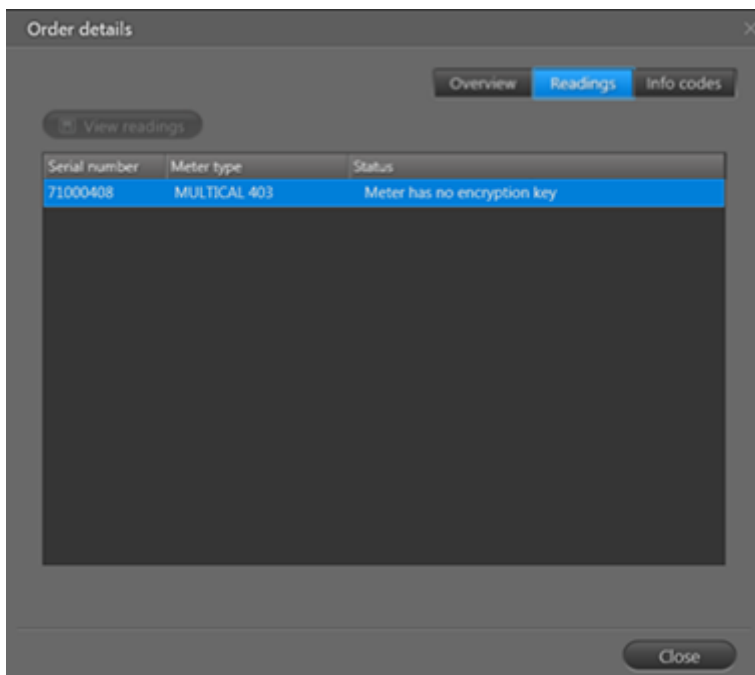 Order details
Overview Readings Info codes
View readings
Serial number Meter type Status
71000408 MULTICAL 403 Meter has no encryption key
Close